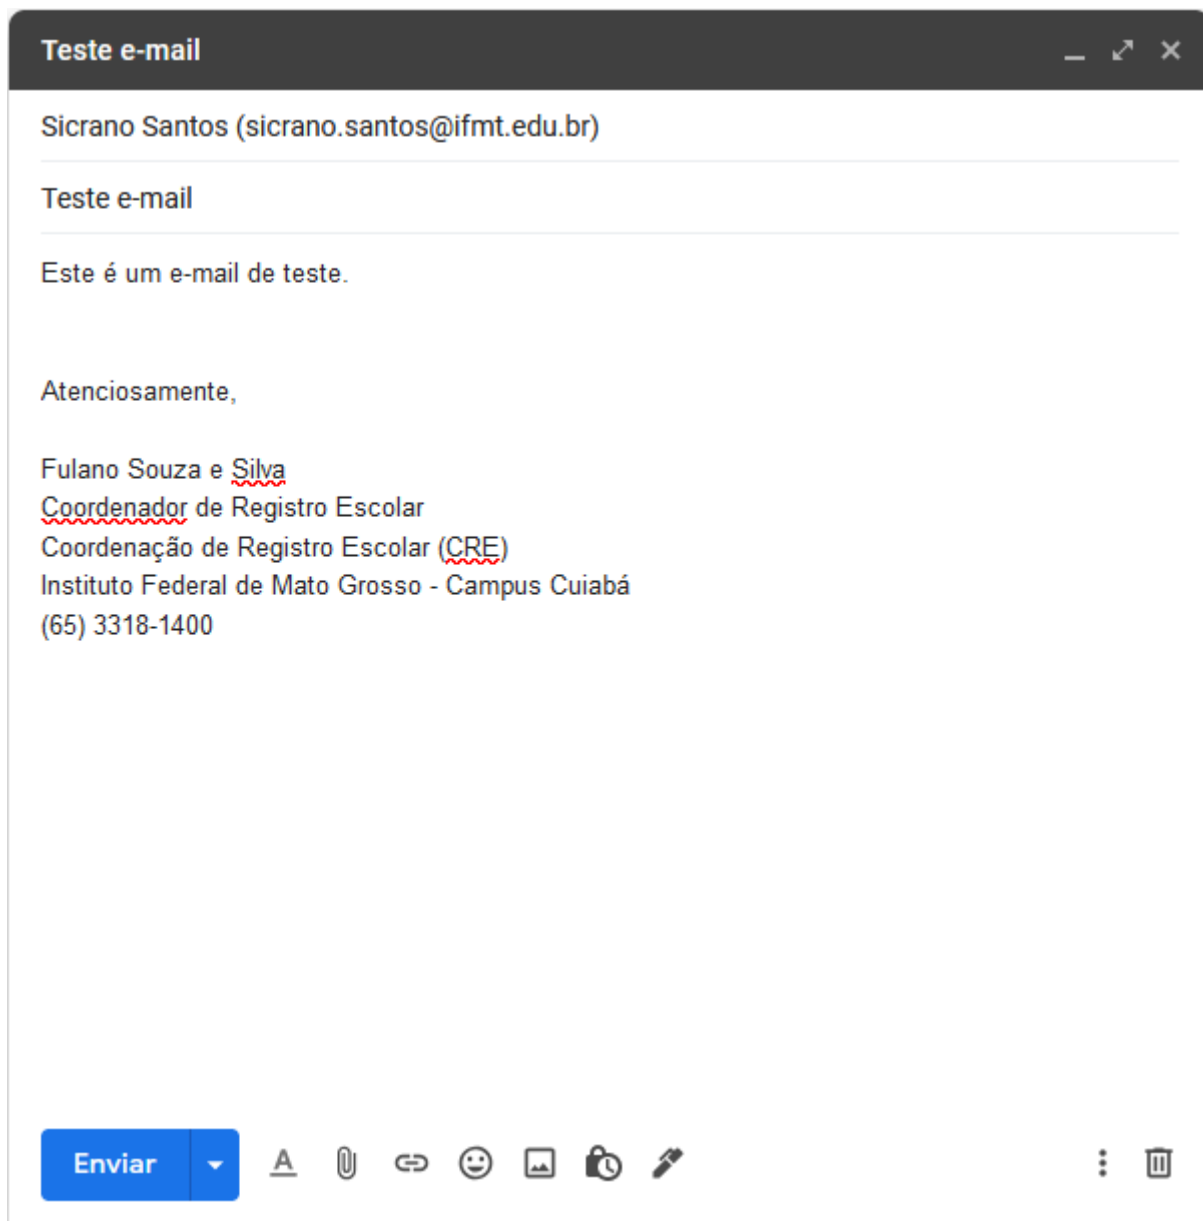 Teste e-mail
Sicrano Santos (sicrano.santos@ifmt.edu.br)
Teste e-mail
Este é um e-mail de teste.
Atenciosamente,
Fulano Souza e Silva
Coordenador de Registro Escolar
Coordenação de Registro Escolar (CRE)
Instituto Federal de Mato Grosso - Campus Cuiabá
(65) 3318-1400
Enviar